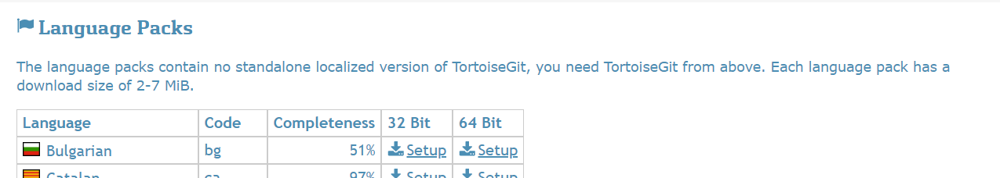 Language Packs
The language packs contain no standalone localized version of TortoiseGit, you need TortoiseGit from above. Each language pack has a
download size of 2-7 MiB.
Language Code Completeness 32 Bit 64 Bit
Bulgarian bg 51% Setup Setup
Catalan ca 97% Setup Setup